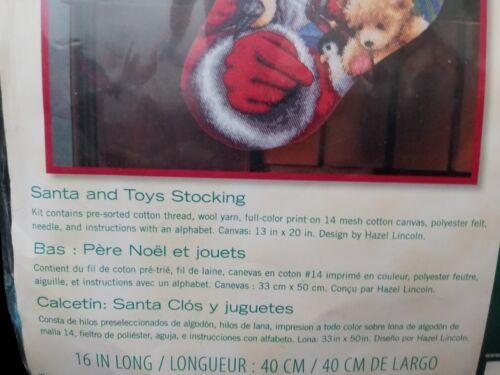 Santa and Toys Stocking
Kit contains pre-sorted cotton thread, wool yarn, full-color print on 14 mesh cotton canvas, polyester felt,
needle, and instructions with an alphabet. Canvas: 13 in x 20 in. Design by Hazel Lincoln.
Bas : Père Noël et jouets
Contient du fil de coton pré-trié, fil de laine, canevas en coton #14 imprimé en couleur, polyester feutre,
aiguille, et instructions avec un alphabet. Canevas : 33 cm x 50 cm. Conçu par Hazel Lincoln.
Calcetín: Santa Clós y juguetes
Consta de hilos preseleccionados de algodón, hilos de lana, impresion a todo color sobre lona de algodón de
malla 14, fieltro de poliéster, aguja, e instrucciones con alfabeto. Lona: 33 in x 50 in. Diseño por Hazel Lincoln.
16 IN LONG / LONGUEUR : 40 CM / 40 CM DE LARGO